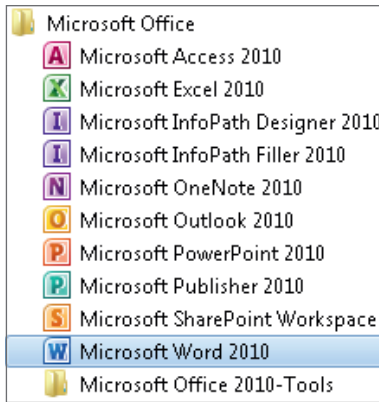 Microsoft Office
A Microsoft Access 2010
X Microsoft Excel 2010
I Microsoft InfoPath Designer 2010
I Microsoft InfoPath Filler 2010
N Microsoft OneNote 2010
O Microsoft Outlook 2010
P Microsoft PowerPoint 2010
P Microsoft Publisher 2010
S Microsoft SharePoint Workspace
W Microsoft Word 2010
Microsoft Office 2010-Tools